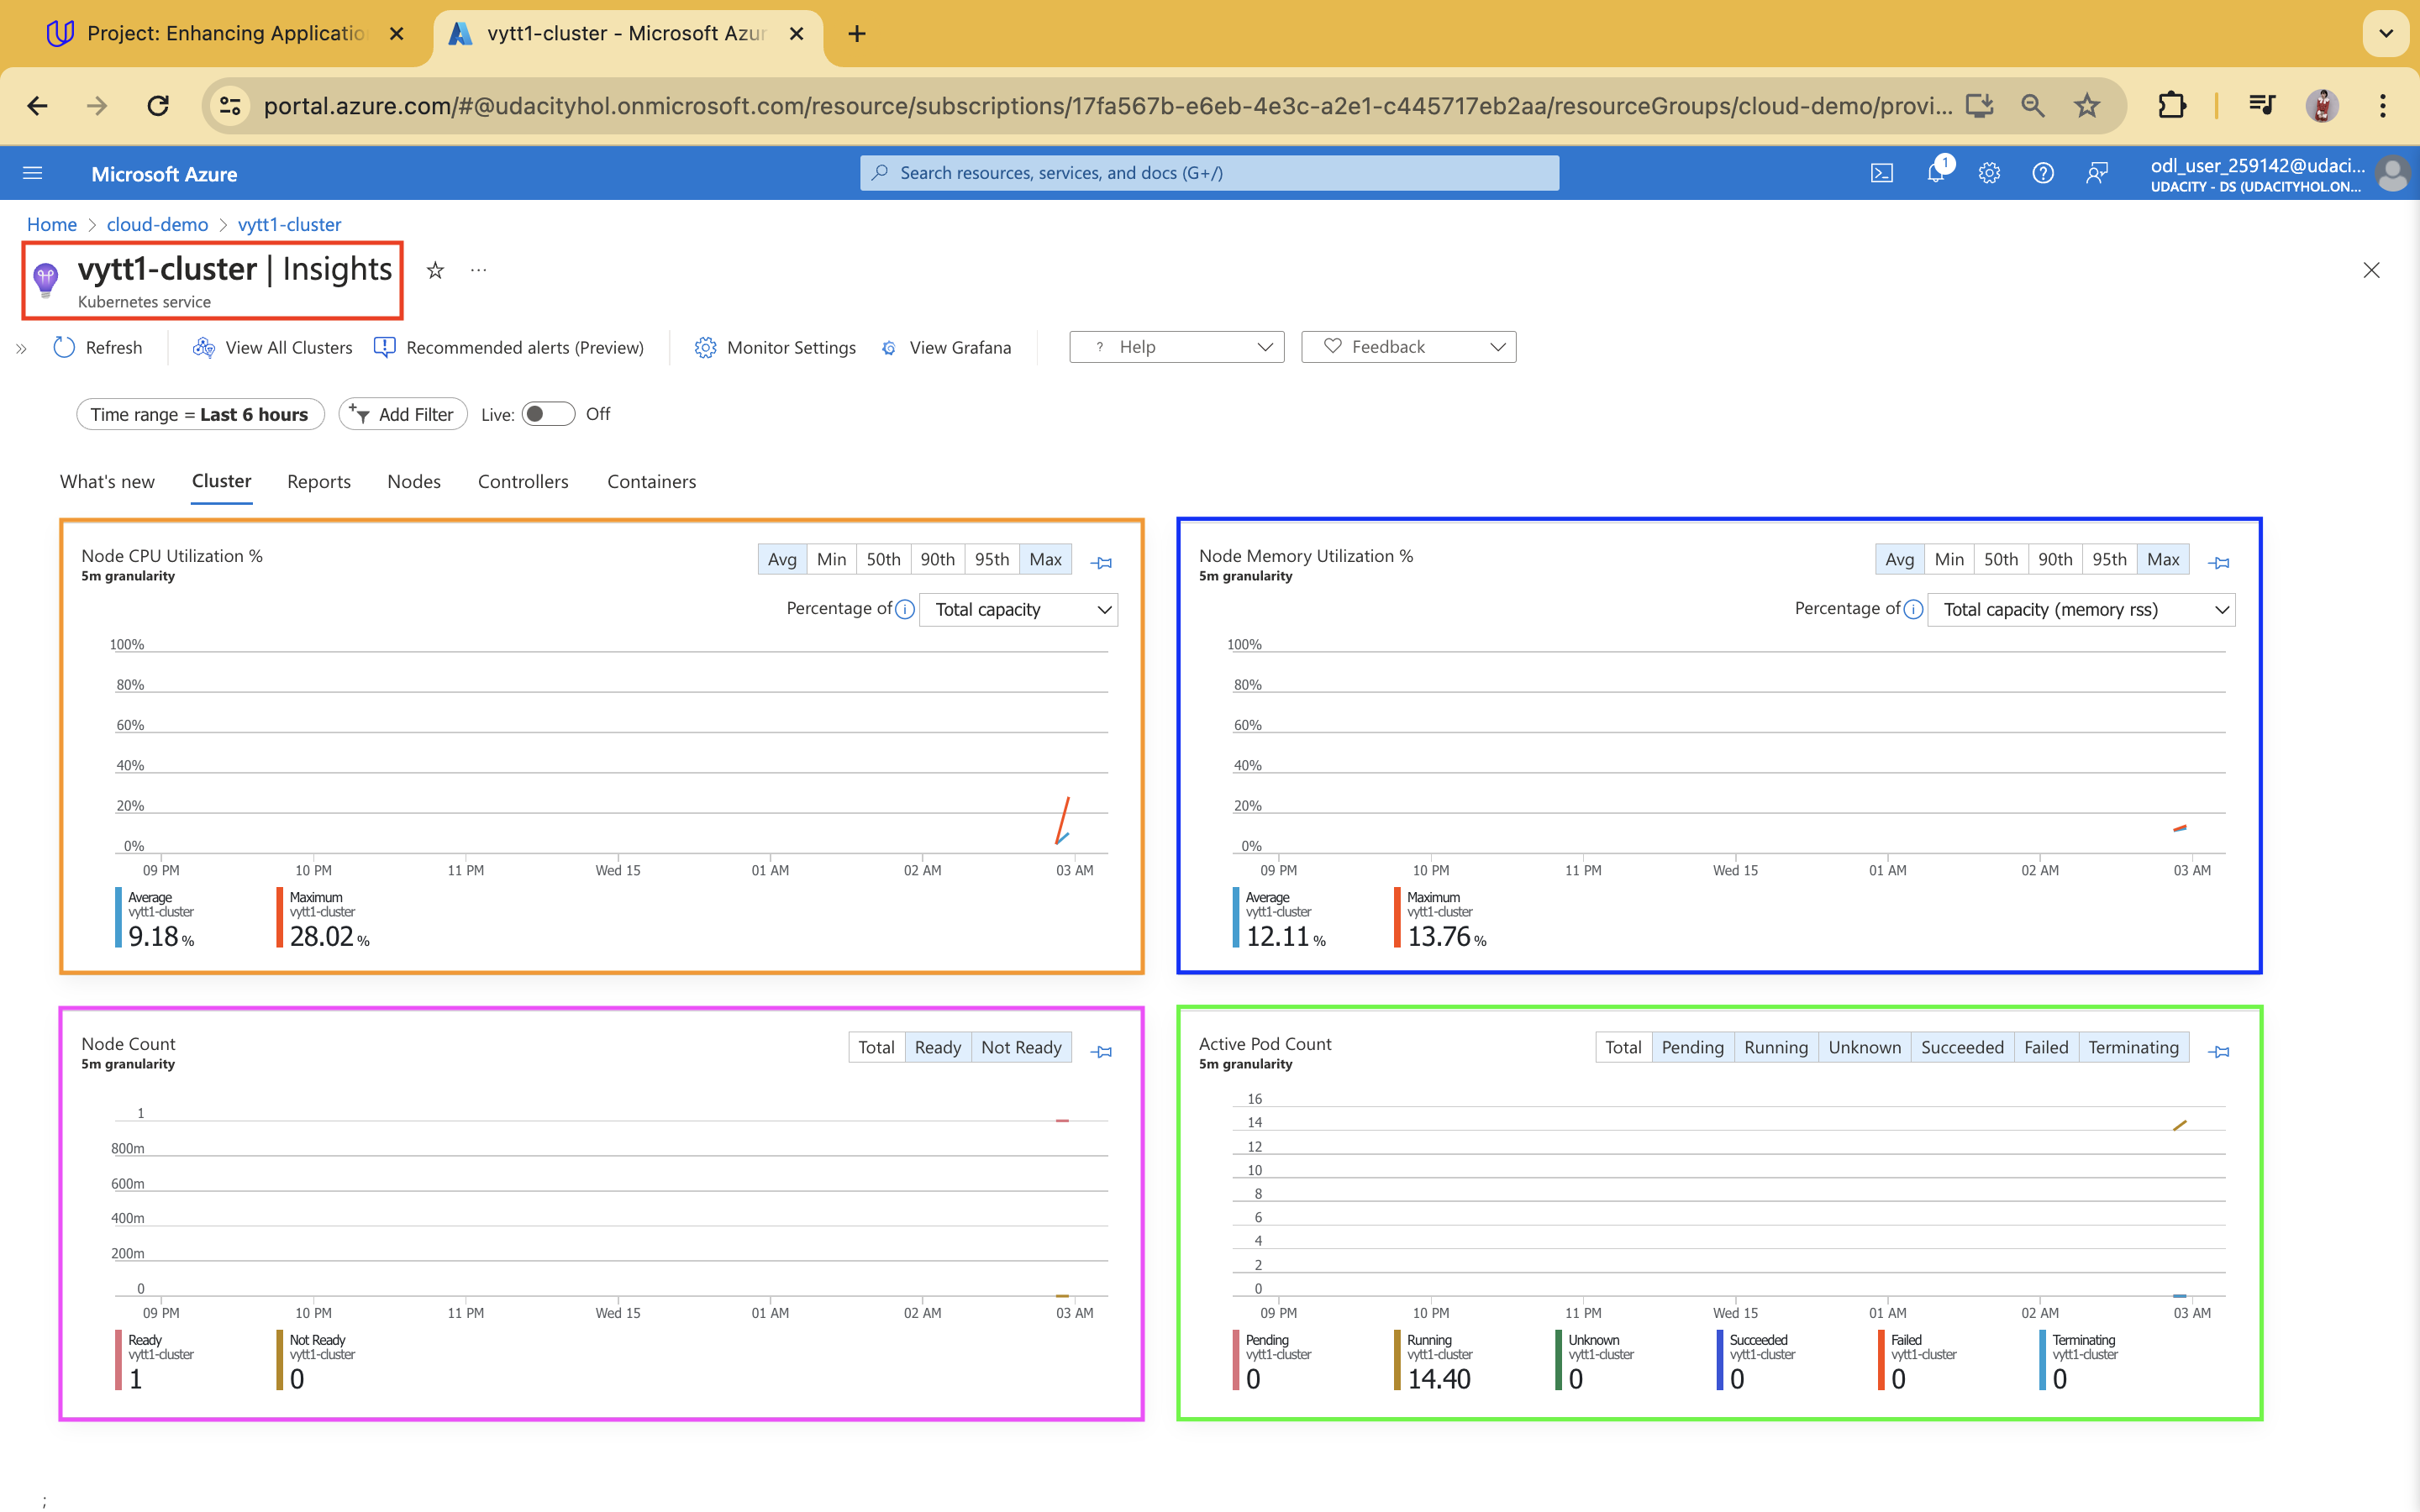 Project: Enhancing Applicatio
vytt1-cluster - Microsoft Azur
portal.azure.com/#@udacityhol.onmicrosoft.com/resource/subscriptions/17fa567b-e6eb-4e3c-a2e1-c445717eb2aa/resourceGroups/cloud-demo/provi...
Microsoft Azure
Search resources, services, and docs (G+/)
1
odl_user_259142@udaci...
UDACITY - DS (UDACITYHOL.ON...
Home > cloud-demo > vytt1-cluster
vytt1-cluster | Insights
...
Kubernetes service
Refresh View All Clusters Recommended alerts (Preview) Monitor Settings View Grafana ? Help Feedback
Time range = Last 6 hours Add Filter Live: Off
What's new Cluster Reports Nodes Controllers Containers
Node CPU Utilization %
5m granularity
Avg Min 50th 90th 95th Max
Percentage of Total capacity
100%
80%
60%
40%
20%
0%
09 PM 10 PM 11 PM Wed 15 01 AM 02 AM 03 AM
Average
vytt1-cluster
9.18 %
Maximum
vytt1-cluster
28.02 %
Node Memory Utilization %
5m granularity
Avg Min 50th 90th 95th Max
Percentage of Total capacity (memory rss)
100%
80%
60%
40%
20%
0%
09 PM 10 PM 11 PM Wed 15 01 AM 02 AM 03 AM
Average
vytt1-cluster
12.11 %
Maximum
vytt1-cluster
13.76 %
Node Count
5m granularity
Total Ready Not Ready
1
800m
600m
400m
200m
0
09 PM 10 PM 11 PM Wed 15 01 AM 02 AM 03 AM
Ready
vytt1-cluster
1
Not Ready
vytt1-cluster
0
Active Pod Count
5m granularity
Total Pending Running Unknown Succeeded Failed Terminating
16
14
12
10
8
6
4
2
0
09 PM 10 PM 11 PM Wed 15 01 AM 02 AM 03 AM
Pending
vytt1-cluster
0
Running
vytt1-cluster
14.40
Unknown
vytt1-cluster
0
Succeeded
vytt1-cluster
0
Failed
vytt1-cluster
0
Terminating
vytt1-cluster
0
;